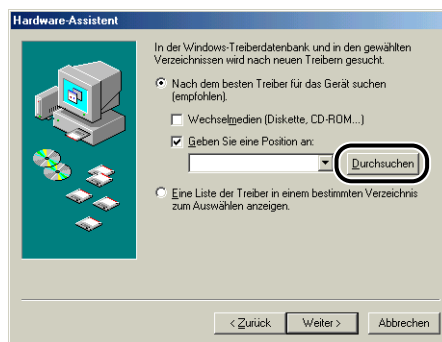 Hardware-Assistent
In der Windows-Treiberdatenbank und in den gewählten
Verzeichnissen wird nach neuen Treibern gesucht.
Nach dem besten Treiber für das Gerät suchen
(empfohlen).
Wechselmedien (Diskette, CD-ROM...)
Geben Sie eine Position an:
Durchsuchen
Eine Liste der Treiber in einem bestimmten Verzeichnis
zum Auswählen anzeigen.
< Zurück Weiter > Abbrechen